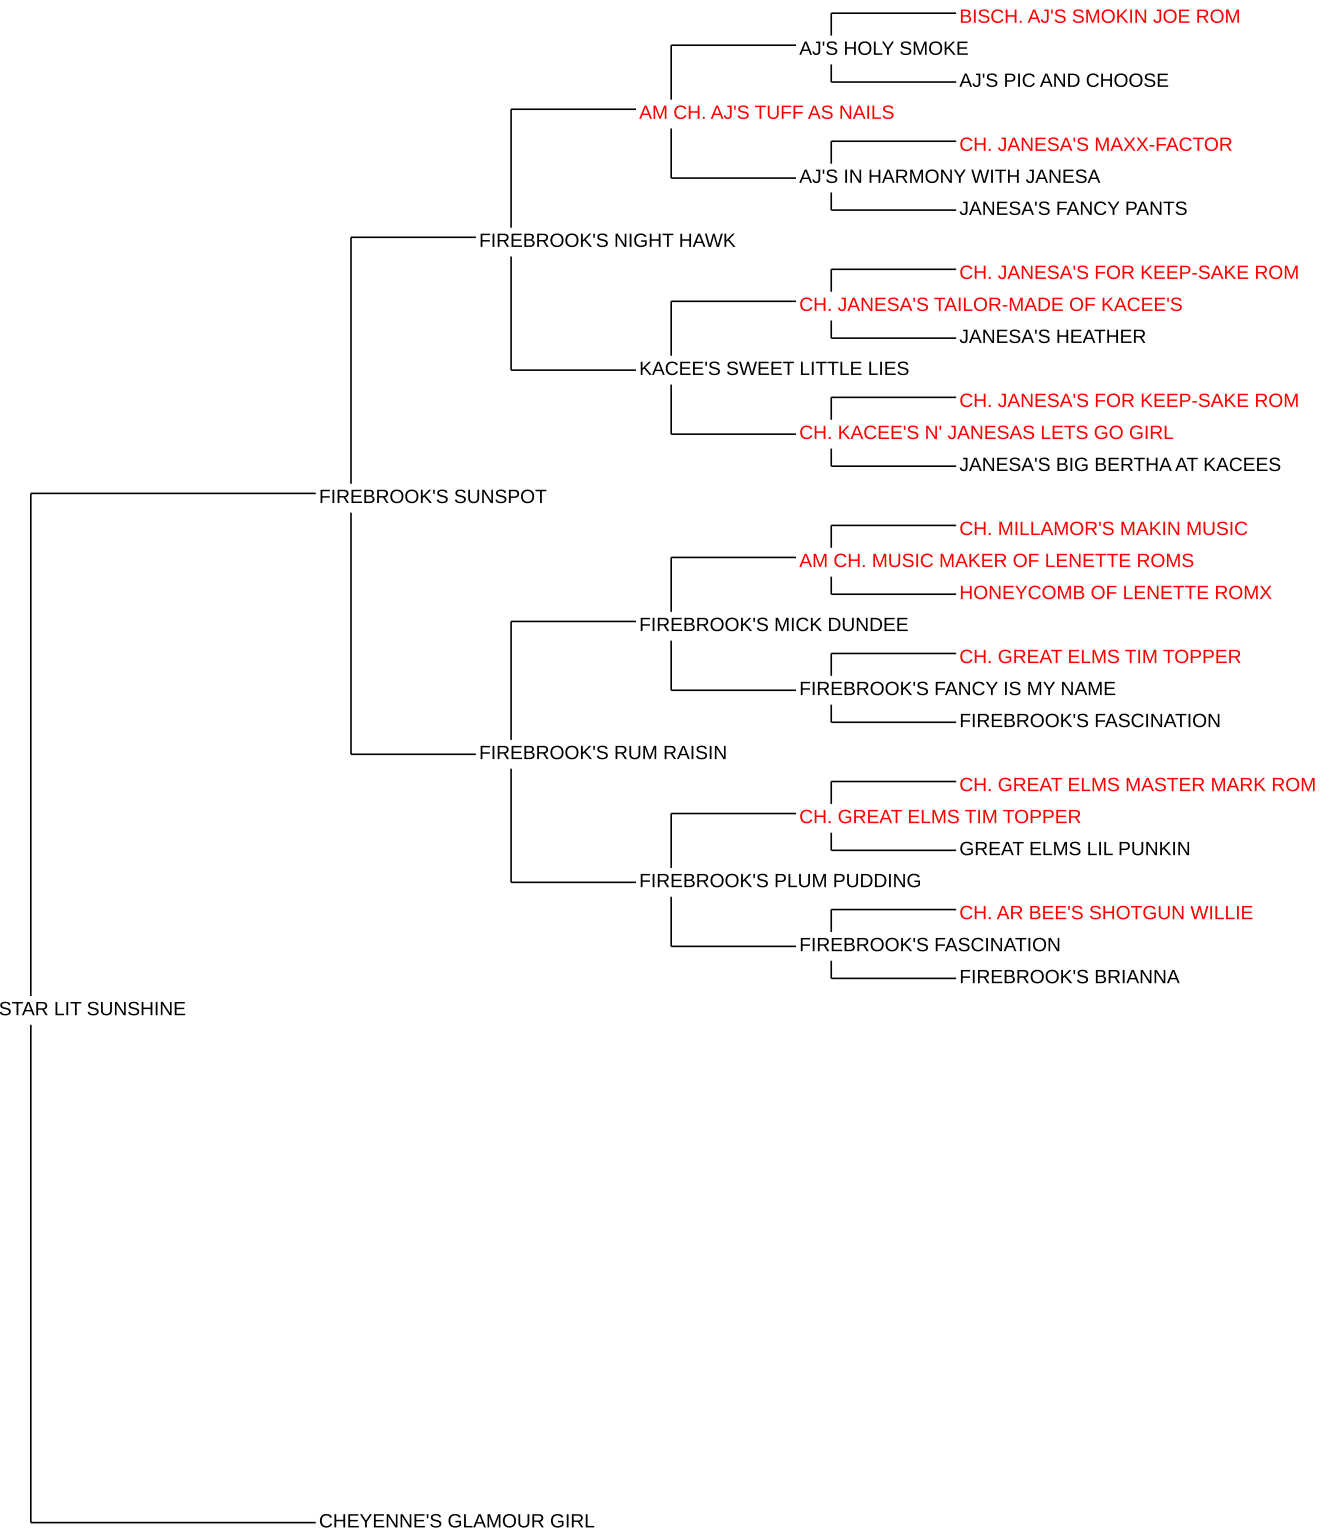 BISCH. AJ'S SMOKIN JOE ROM
AJ'S HOLY SMOKE
AJ'S PIC AND CHOOSE
AM CH. AJ'S TUFF AS NAILS
CH. JANESA'S MAXX-FACTOR
AJ'S IN HARMONY WITH JANESA
JANESA'S FANCY PANTS
FIREBROOK'S NIGHT HAWK
CH. JANESA'S FOR KEEP-SAKE ROM
CH. JANESA'S TAILOR-MADE OF KACEE'S
JANESA'S HEATHER
KACEE'S SWEET LITTLE LIES
CH. JANESA'S FOR KEEP-SAKE ROM
CH. KACEE'S N' JANESAS LETS GO GIRL
JANESA'S BIG BERTHA AT KACEES
FIREBROOK'S SUNSPOT
CH. MILLAMOR'S MAKIN MUSIC
AM CH. MUSIC MAKER OF LENETTE ROMS
HONEYCOMB OF LENETTE ROMX
FIREBROOK'S MICK DUNDEE
CH. GREAT ELMS TIM TOPPER
FIREBROOK'S FANCY IS MY NAME
FIREBROOK'S FASCINATION
FIREBROOK'S RUM RAISIN
CH. GREAT ELMS MASTER MARK ROM
CH. GREAT ELMS TIM TOPPER
GREAT ELMS LIL PUNKIN
FIREBROOK'S PLUM PUDDING
CH. AR BEE'S SHOTGUN WILLIE
FIREBROOK'S FASCINATION
FIREBROOK'S BRIANNA
STAR LIT SUNSHINE
CHEYENNE'S GLAMOUR GIRL